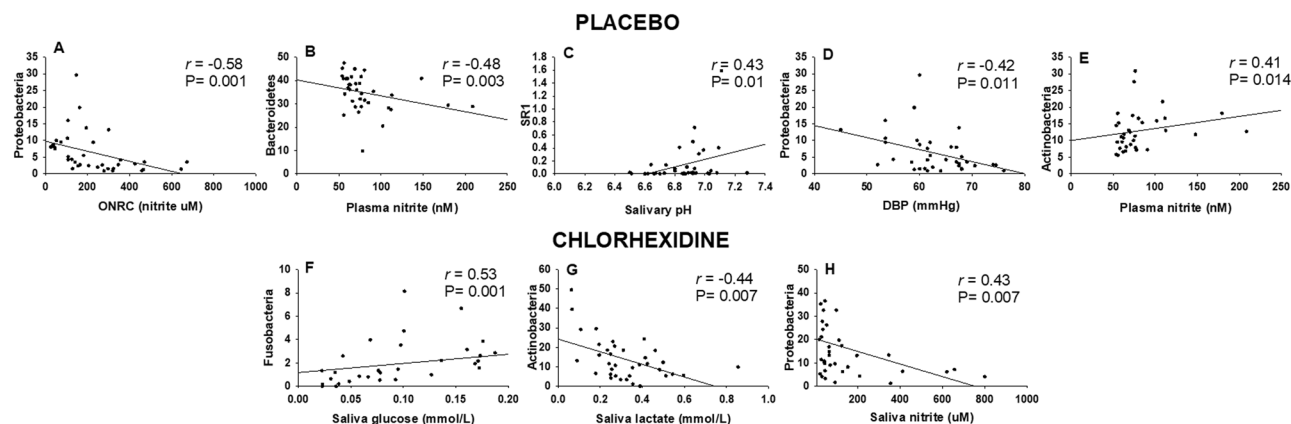 PLACEBO
A
r = -0.58
P= 0.001
Proteobacteria
35
30
25
20
15
10
5
0
0 200 400 600 800 1000
ONRC (nitrite uM)
B
r = -0.48
P= 0.003
Bacteroidetes
50
40
30
20
10
0
0 50 100 150 200 250
Plasma nitrite (nM)
C
r = 0.43
P= 0.01
SR1
1.8
1.6
1.4
1.2
1.0
0.8
0.6
0.4
0.2
0.0
6.0 6.2 6.4 6.6 6.8 7.0 7.2 7.4
Salivary pH
D
r = -0.42
P= 0.011
Proteobacteria
35
30
25
20
15
10
5
0
40 50 60 70 80
DBP (mmHg)
E
r = 0.41
P= 0.014
Actinobacteria
35
30
25
20
15
10
5
0
0 50 100 150 200 250
Plasma nitrite (nM)
CHLORHEXIDINE
F
r = 0.53
P= 0.001
Fusobacteria
10
8
6
4
2
0
0.00 0.05 0.10 0.15 0.20
Saliva glucose (mmol/L)
G
r = -0.44
P= 0.007
Actinobacteria
60
50
40
30
20
10
0
0.0 0.2 0.4 0.6 0.8 1.0
Saliva lactate (mmol/L)
H
r = 0.43
P= 0.007
Proteobacteria
50
40
30
20
10
0
0 200 400 600 800 1000
Saliva nitrite (uM)